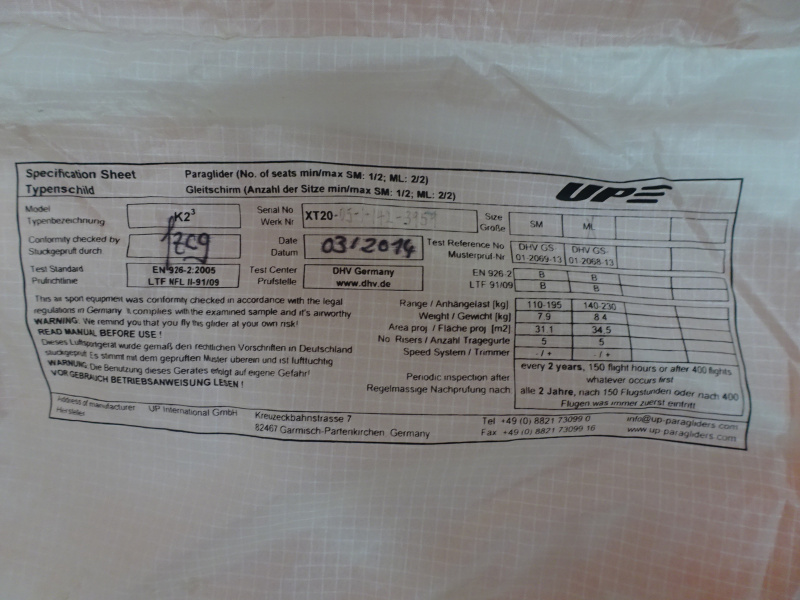 Specification Sheet Paraglider (No. of seats min/max SM: 1/2; ML: 2/2)
Typenschild Gleitschirm (Anzahl der Sitze min/max SM: 1/2; ML: 2/2)
UP
Model
Typenbezeichnung K2³
Serial No
Werk Nr XT20-
Size
Größe SM ML
Conformity checked by
Stückgeprüft durch:
Date
Datum 03/2014
Test Reference No
Musterprüf-Nr DHV GS-01-2069-13 DHV GS-01-2068-13
Test Standard
Prüfrichtlinie EN 926-2:2005
LTF NFL II-91/09
Test Center
Prüfstelle DHV Germany
www.dhv.de
EN 926-2 B B
LTF 91/09 B B
This air sport equipment was conformity checked in accordance with the legal
regulations in Germany. It complies with the examined sample and it's airworthy
WARNING: We remind you that you fly this glider at your own risk!
READ MANUAL BEFORE USE !
Dieses Luftsportgerät wurde gemäß den rechtlichen Vorschriften in Deutschland
stückgeprüft. Es stimmt mit dem geprüften Muster überein und ist lufttüchtig
WARNUNG: Die Benutzung dieses Gerätes erfolgt auf eigene Gefahr!
VOR GEBRAUCH BETRIEBSANWEISUNG LESEN !
Range / Anhängelast [kg] 110-195 140-230
Weight / Gewicht [kg] 7.9 8.4
Area proj / Fläche proj. [m2] 31.1 34.5
No. Risers / Anzahl Tragegurte 5 5
Speed System / Trimmer - / + - / +
Periodic inspection after
Regelmässige Nachprüfung nach:
every 2 years, 150 flight hours or after 400 flights
whatever occurs first
alle 2 Jahre, nach 150 Flugstunden oder nach 400
Flügen was immer zuerst eintritt
Address of manufacturer
Hersteller
UP International GmbH
Kreuzeckbahnstrasse 7
82467 Garmisch-Partenkirchen, Germany
Tel +49 (0) 8821 73099 0
Fax +49 (0) 8821 73099 16
info@up-paragliders.com
www.up-paragliders.com